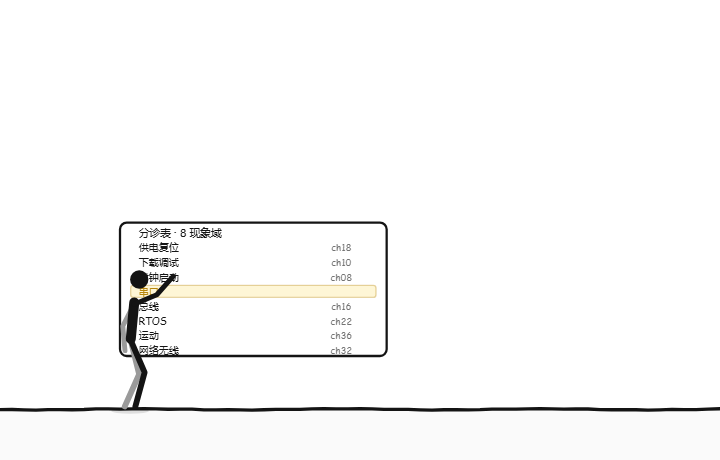 分诊表 · 8 现象域
供电复位 ch18
下载调试 ch10
钟启动 ch08
串口
总线 ch16
RTOS ch22
运动 ch36
网络无线 ch32